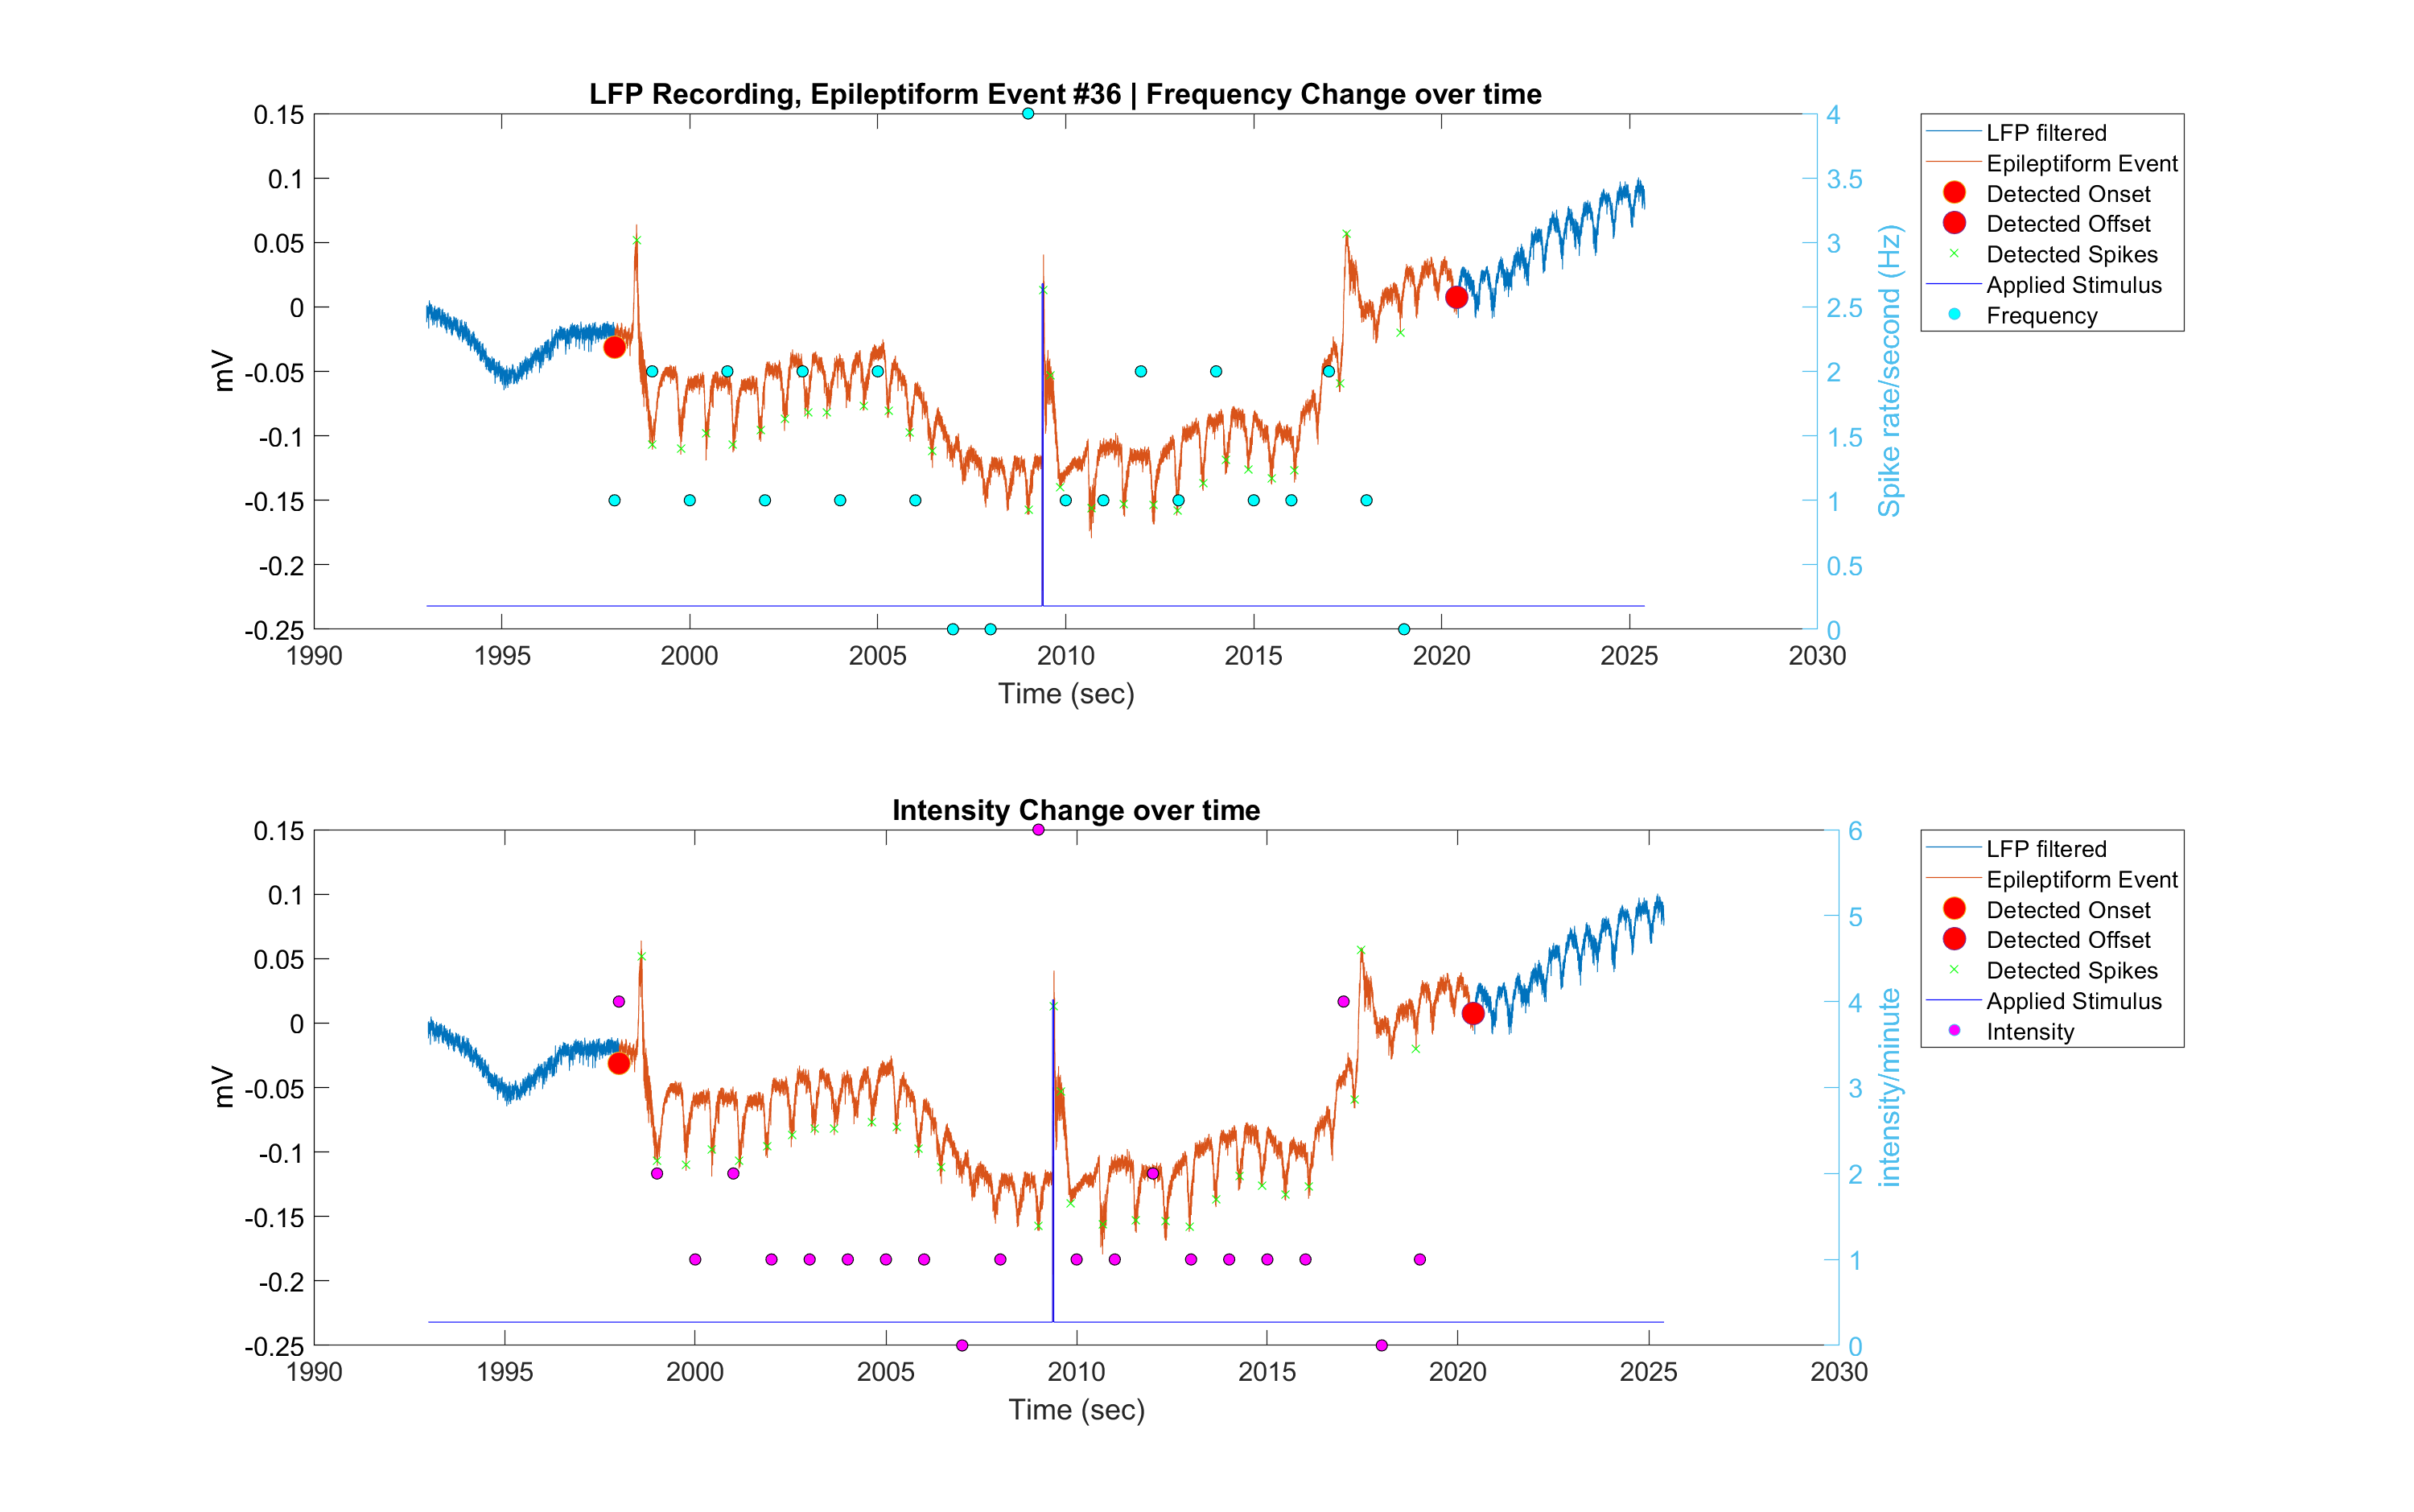 LFP Recording, Epileptiform Event #36 | Frequency Change over time
0.15
0.1
0.05
0
-0.05
-0.1
-0.15
-0.2
-0.25
mV
4
3.5
3
2.5
2
1.5
1
0.5
0
Spike rate/second (Hz)
1990 1995 2000 2005 2010 2015 2020 2025 2030
Time (sec)
LFP filtered
Epileptiform Event
Detected Onset
Detected Offset
Detected Spikes
Applied Stimulus
Frequency
Intensity Change over time
0.15
0.1
0.05
0
-0.05
-0.1
-0.15
-0.2
-0.25
mV
6
5
4
3
2
1
0
intensity/minute
1990 1995 2000 2005 2010 2015 2020 2025 2030
Time (sec)
LFP filtered
Epileptiform Event
Detected Onset
Detected Offset
Detected Spikes
Applied Stimulus
Intensity